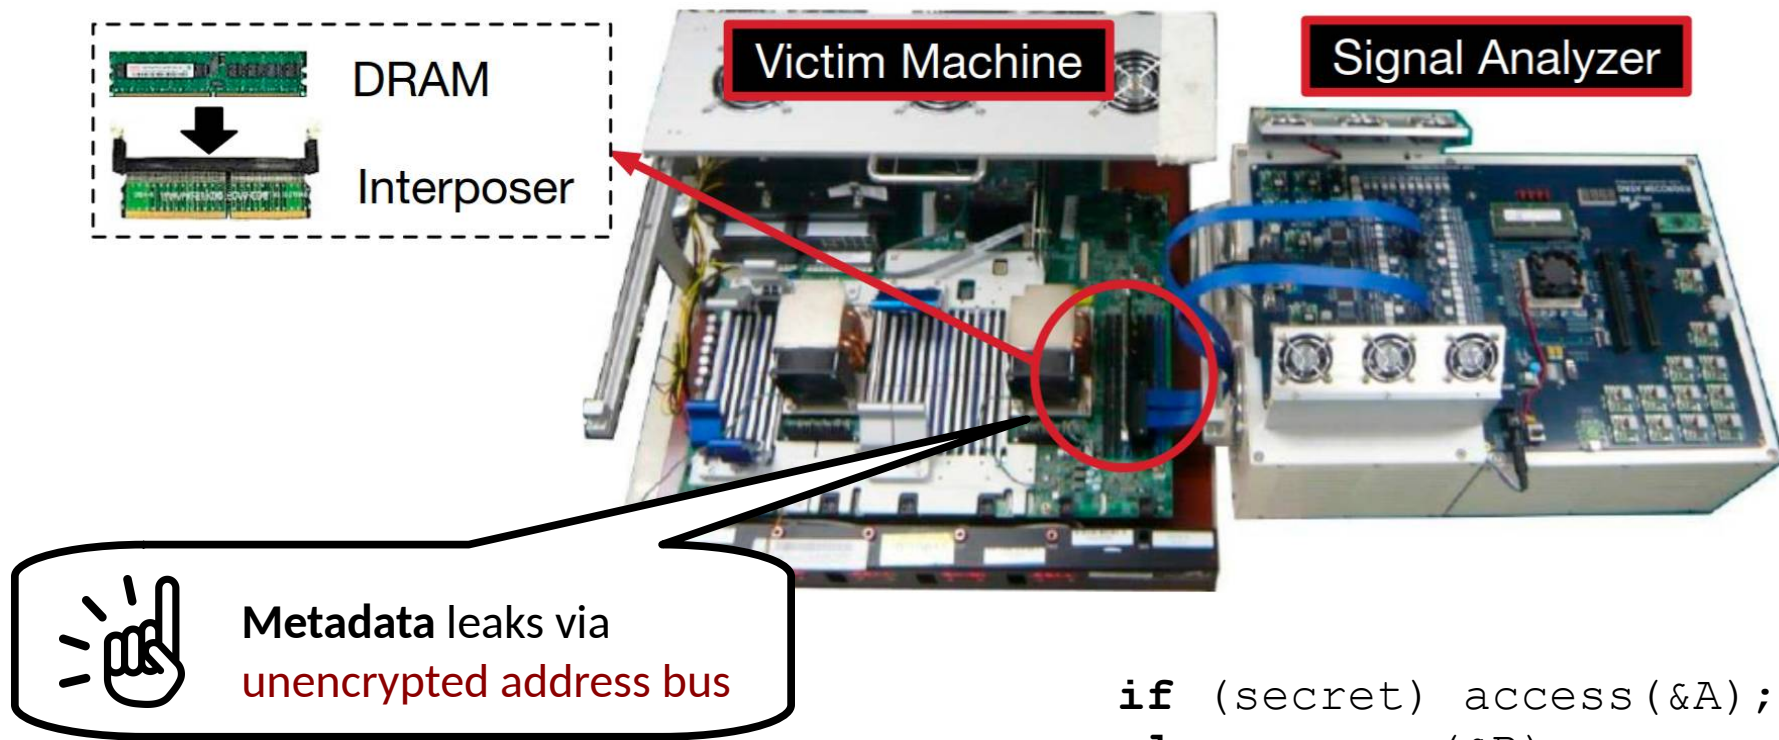 DRAM
Interposer
Victim Machine
Signal Analyzer
Metadata leaks via
unencrypted address bus
if (secret) access(&A);